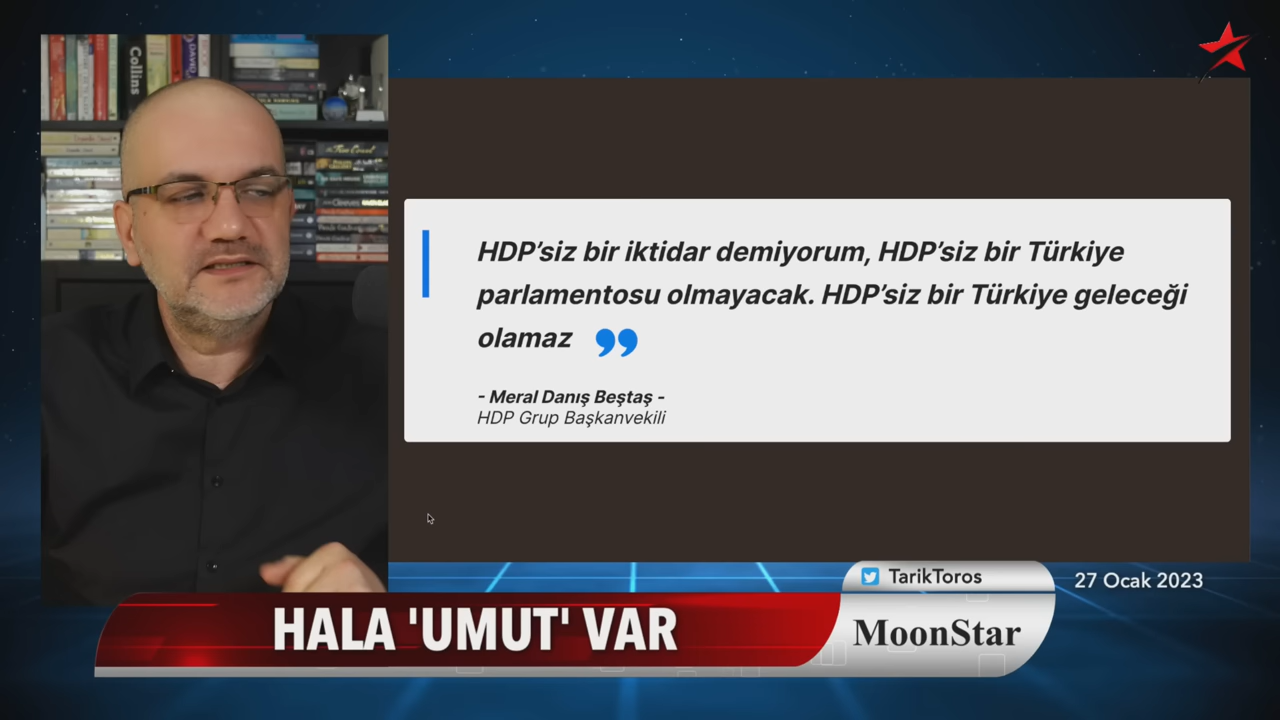 Collins
HDP’siz bir iktidar demiyorum, HDP’siz bir Türkiye
parlamentosu olmayacak. HDP’siz bir Türkiye geleceği
olamaz ”
- Meral Danış Beştaş -
HDP Grup Başkanvekili
TarikToros
27 Ocak 2023
HALA 'UMUT' VAR
MoonStar